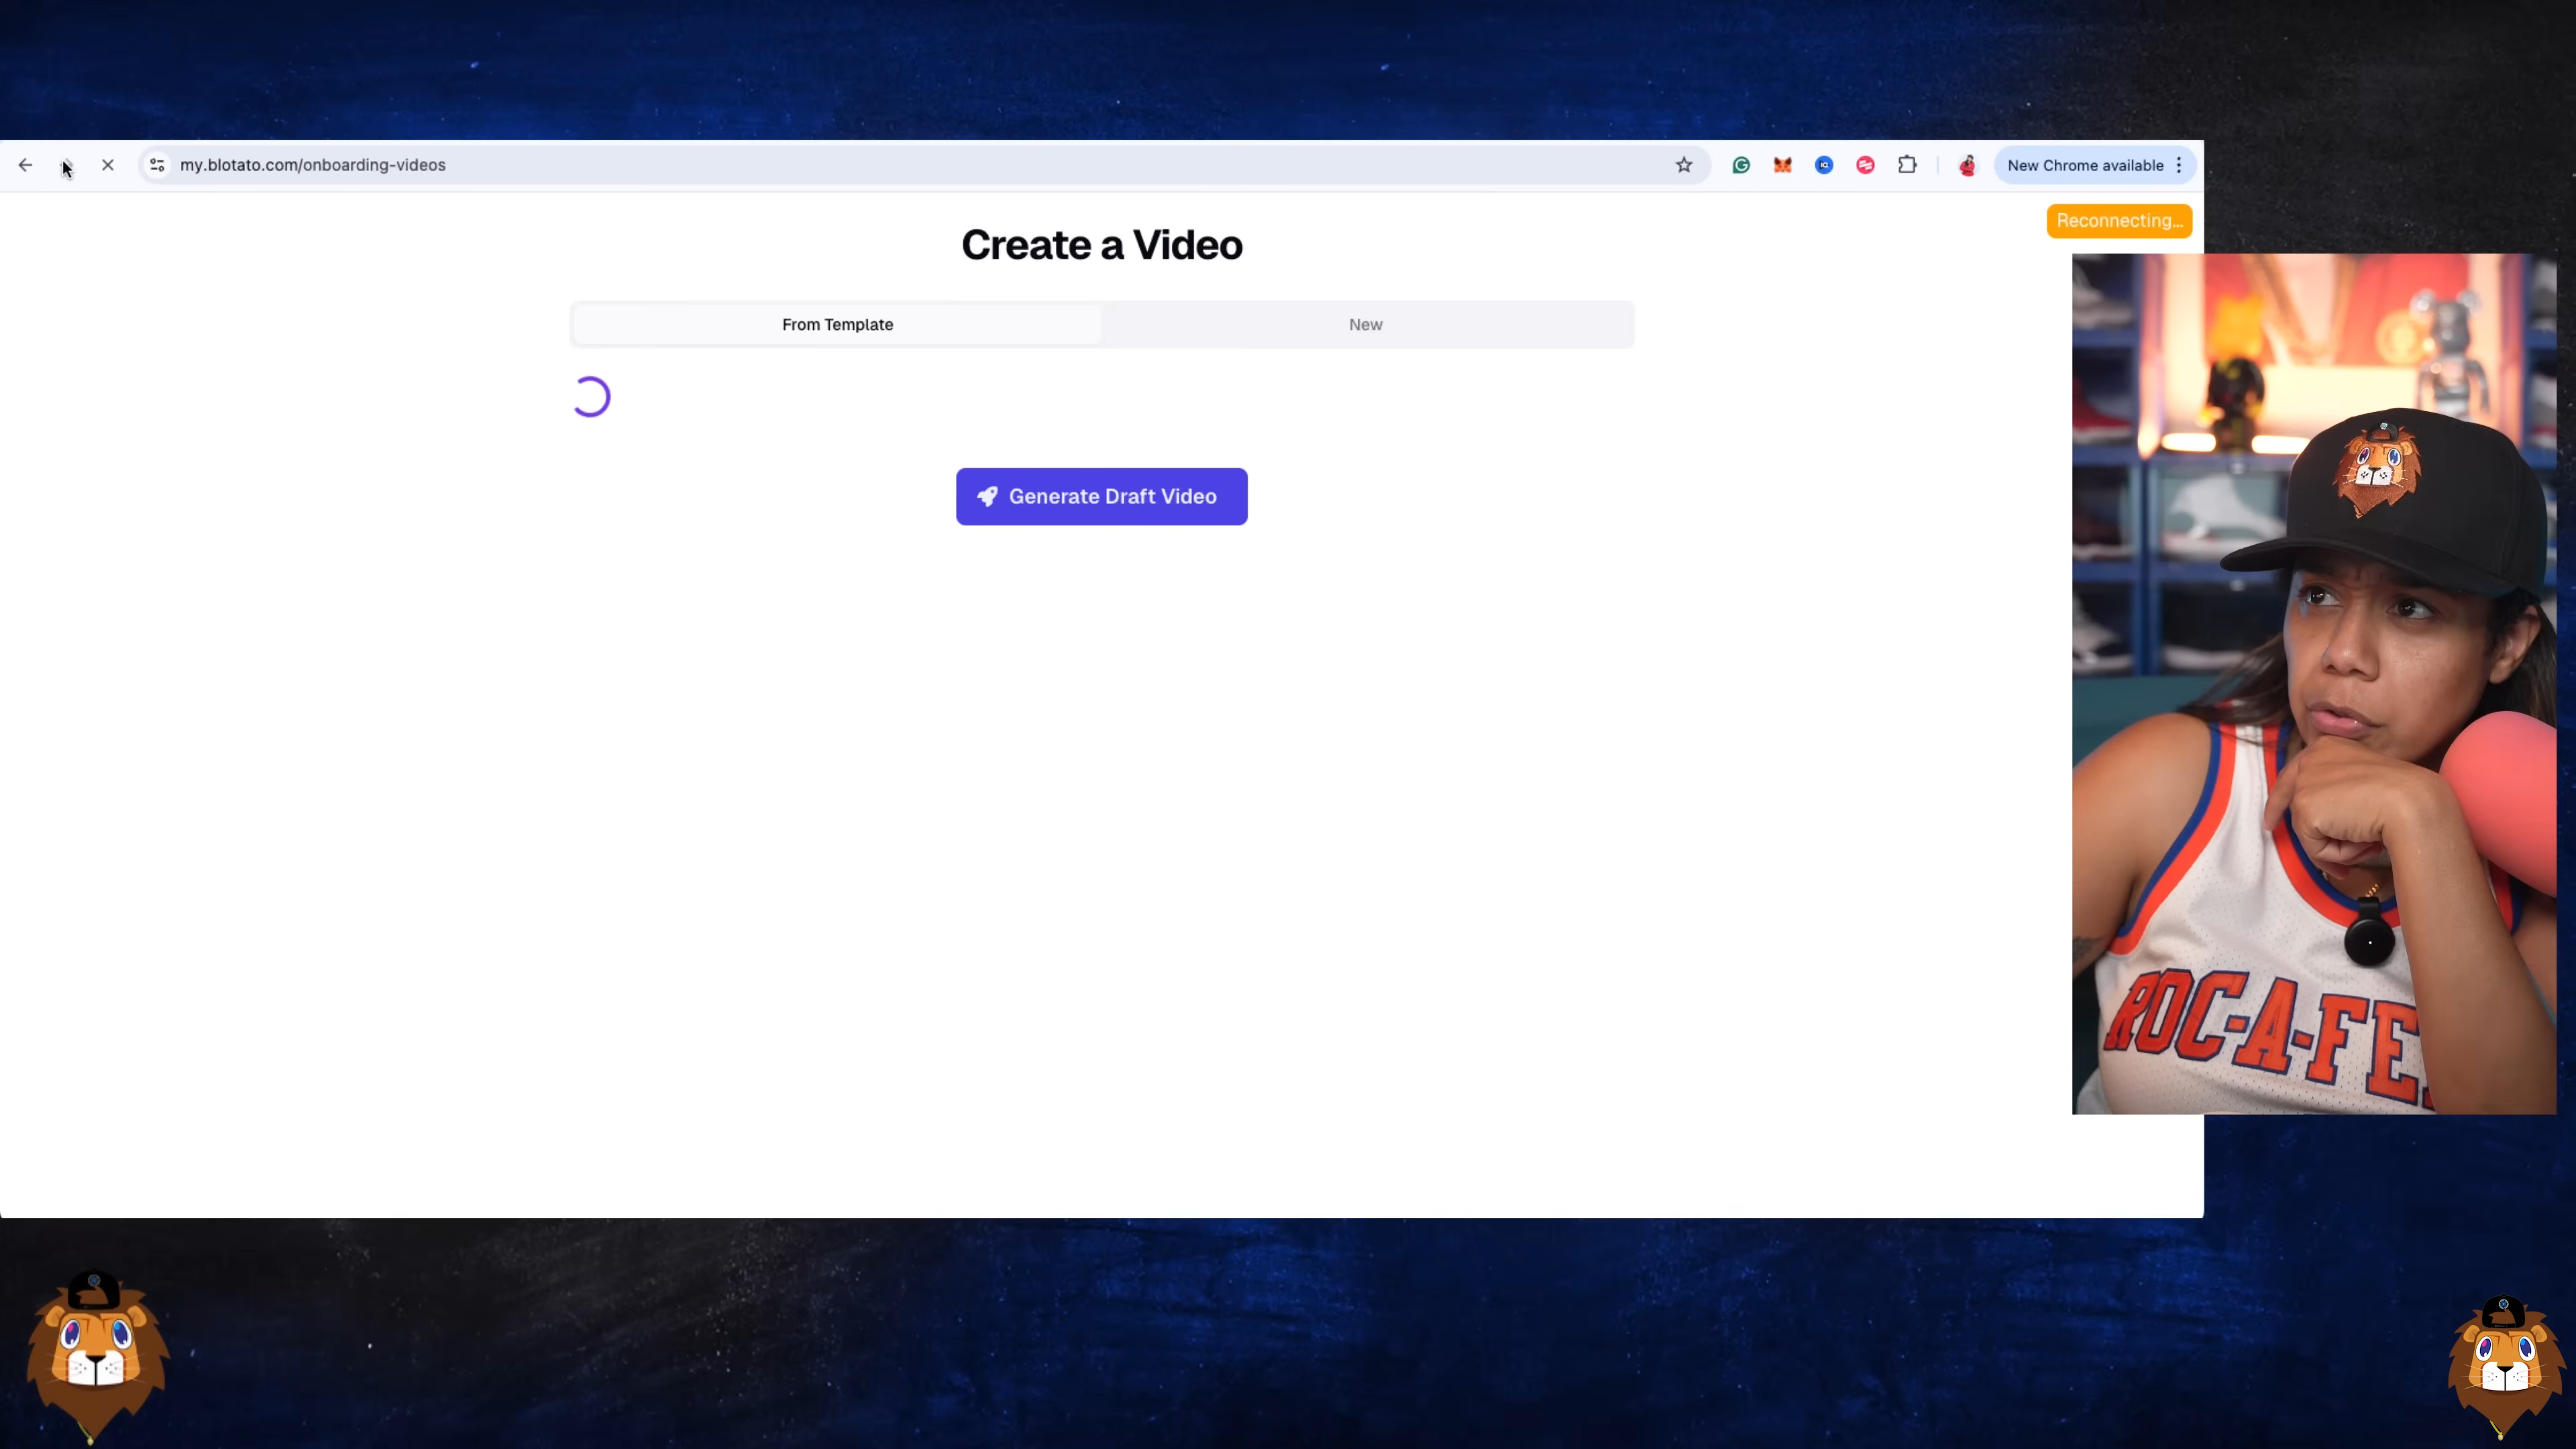 my.blotato.com/onboarding-videos
New Chrome available
Reconnecting...
Create a Video
From Template
New
Generate Draft Video
ROC-A-FE